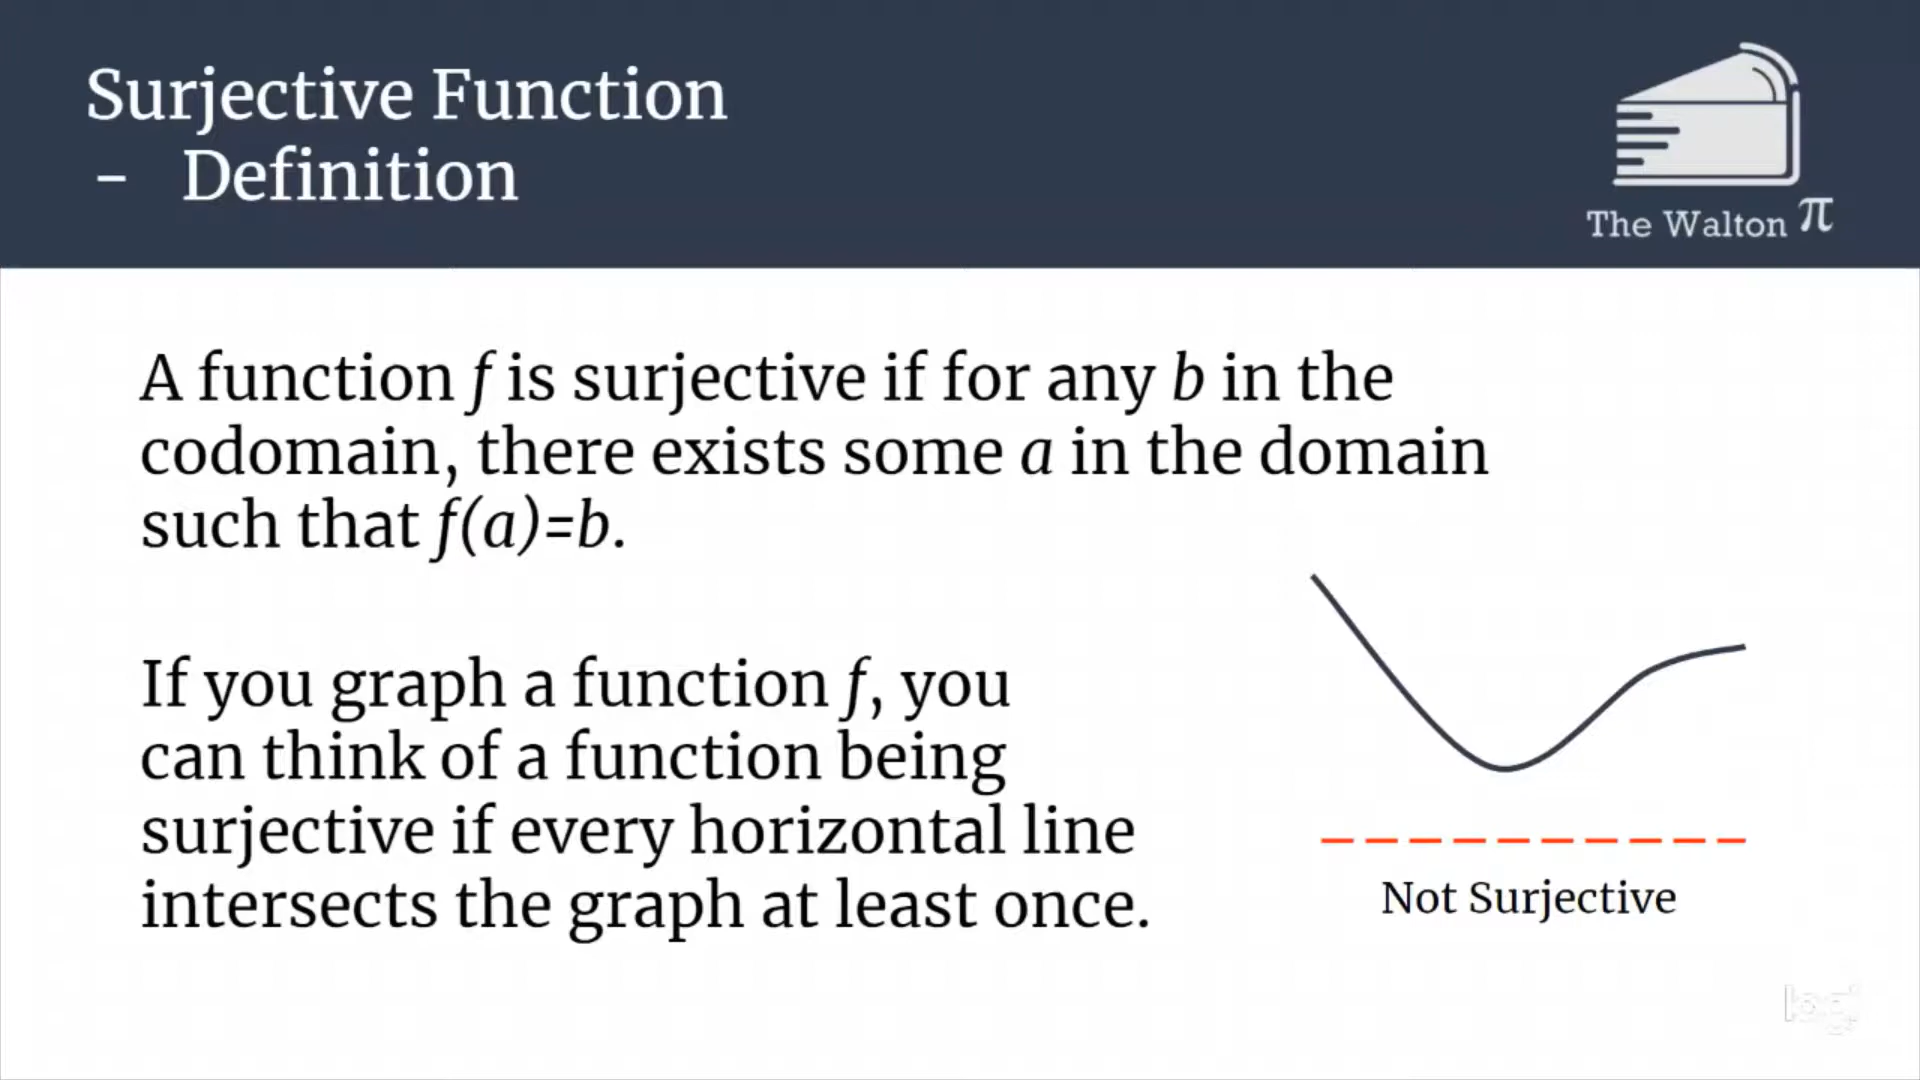 Surjective Function
- Definition
The Walton π
A function f is surjective if for any b in the
codomain, there exists some a in the domain
such that f(a)=b.
If you graph a function f, you
can think of a function being
surjective if every horizontal line
intersects the graph at least once.
Not Surjective
logi